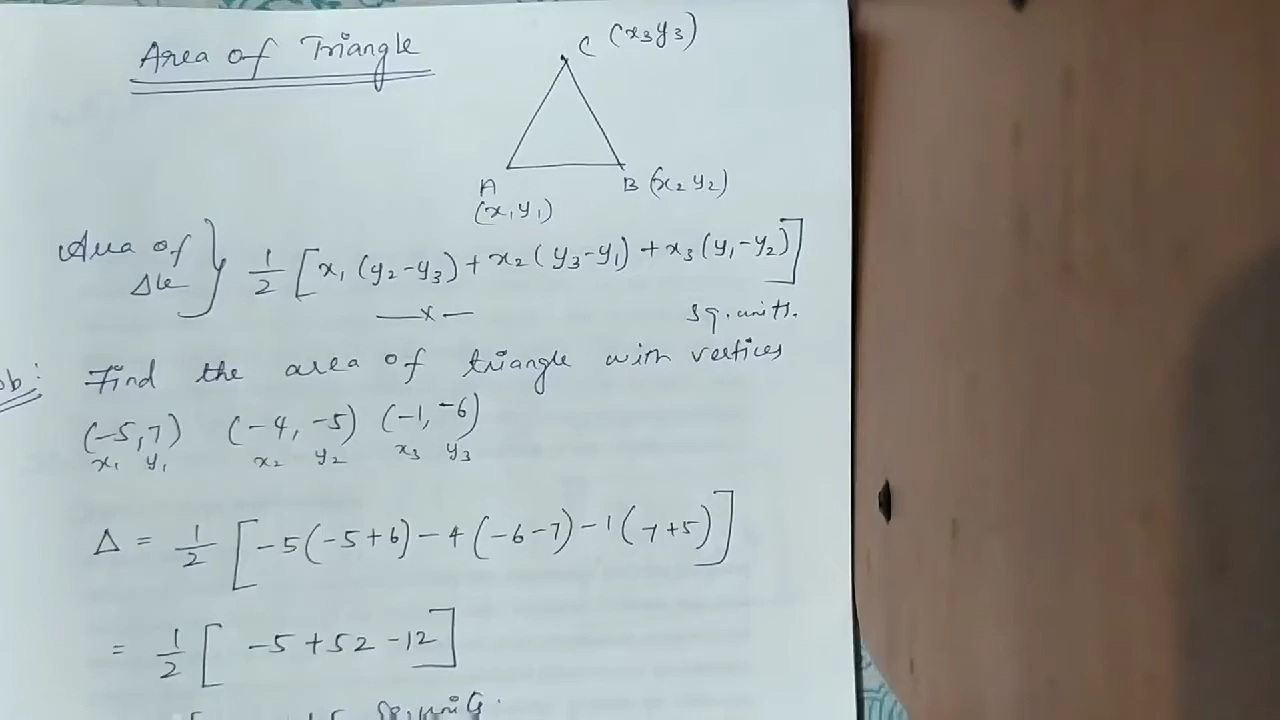 Area of Triangle
C (x₃ y₃)
A
B (x₂ y₂)
(x₁ y₁)
Area of Δle } 1/2 [x₁ (y₂-y₃) + x₂ (y₃-y₁) + x₃ (y₁-y₂)]
—x—
sq. units.
Find the area of triangle with vertices
(-5, 7) (-4, -5) (-1, -6)
x₁ y₁ x₂ y₂ x₃ y₃
Δ = 1/2 [-5(-5+6) -4(-6-7) -1(7+5)]
= 1/2 [-5 +52 -12]